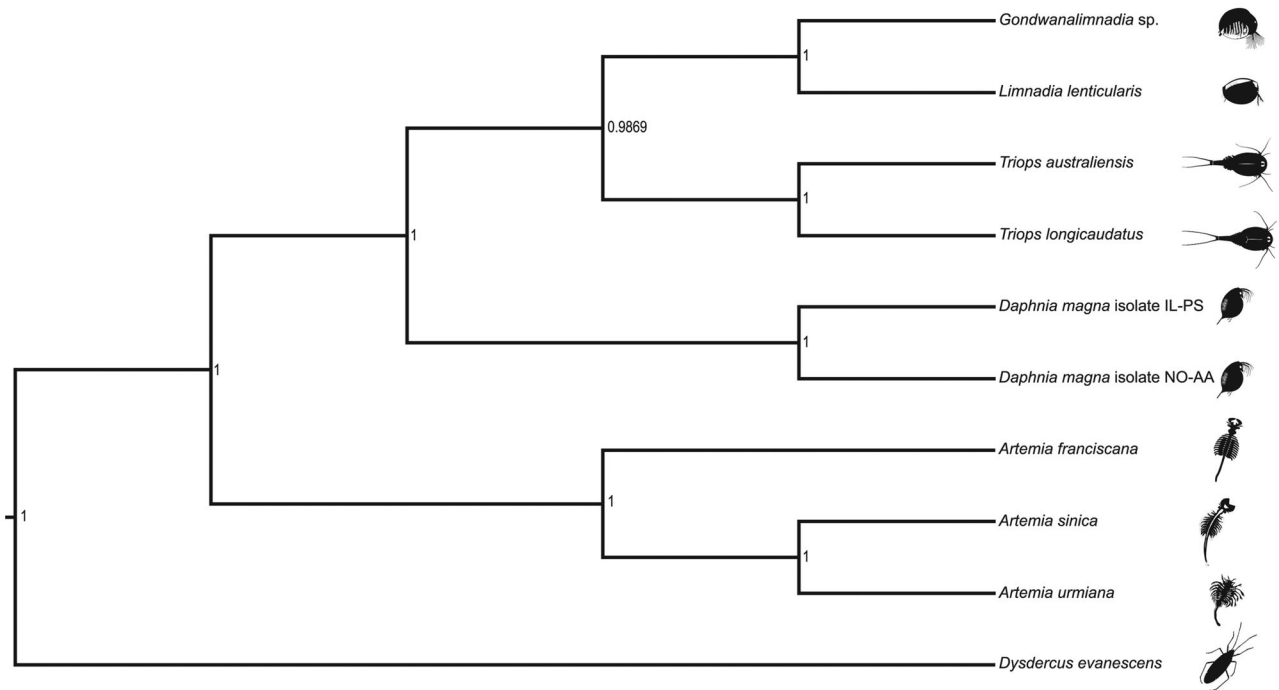 Gondwanalimnadia sp.
1
Limnadia lenticularis
0.9869
Triops australiensis
1
Triops longicaudatus
1
Daphnia magna isolate IL-PS
1
Daphnia magna isolate NO-AA
1
Artemia franciscana
1
Artemia sinica
1
1
Artemia urmiana
Dysdercus evanescens